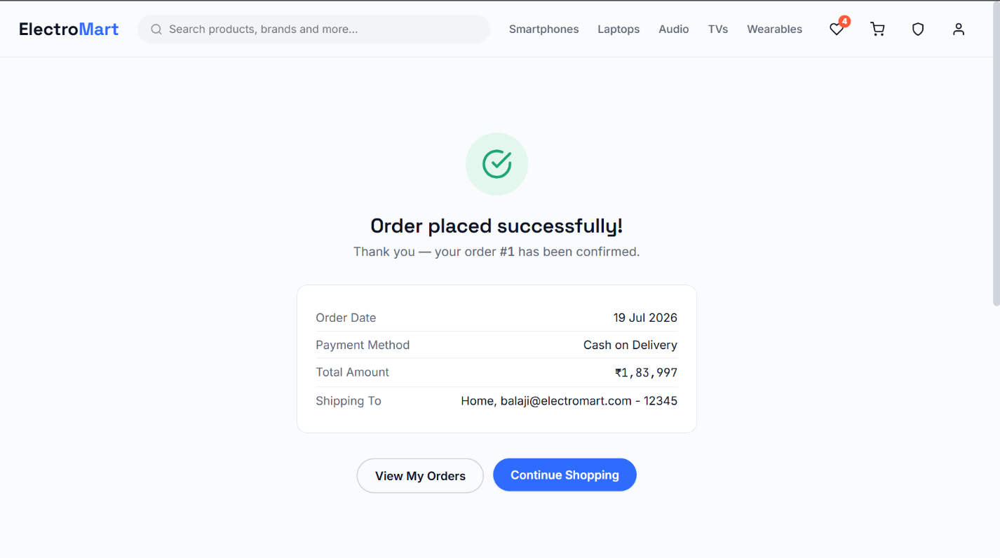 ElectroMart
Search products, brands and more...
Smartphones
Laptops
Audio
TVs
Wearables
4
Order placed successfully!
Thank you — your order #1 has been confirmed.
Order Date 19 Jul 2026
Payment Method Cash on Delivery
Total Amount ₹1,83,997
Shipping To Home, balaji@electromart.com - 12345
View My Orders
Continue Shopping